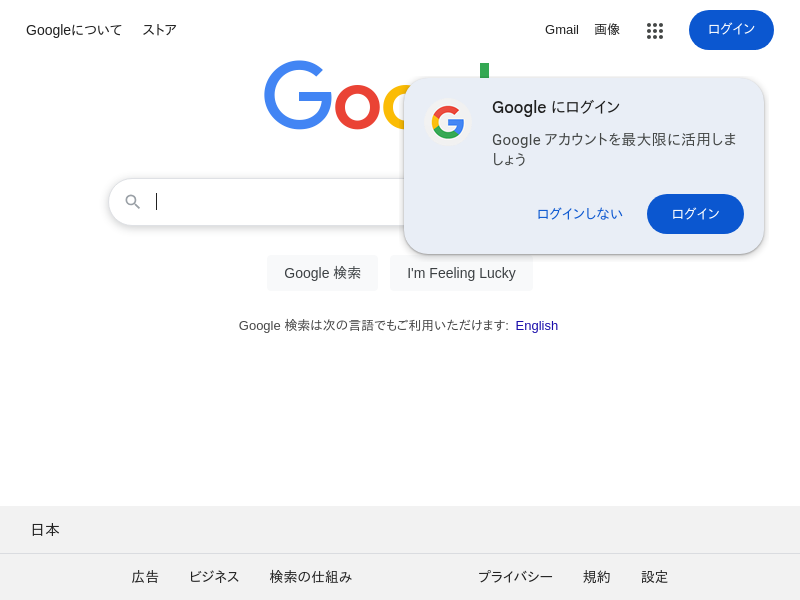 Googleについて ストア Gmail 画像 ログイン
Google にログイン
Google アカウントを最大限に活用しま
しょう
ログインしない ログイン
Google 検索 I'm Feeling Lucky
Google 検索は次の言語でもご利用いただけます: English
日本
広告 ビジネス 検索の仕組み プライバシー 規約 設定